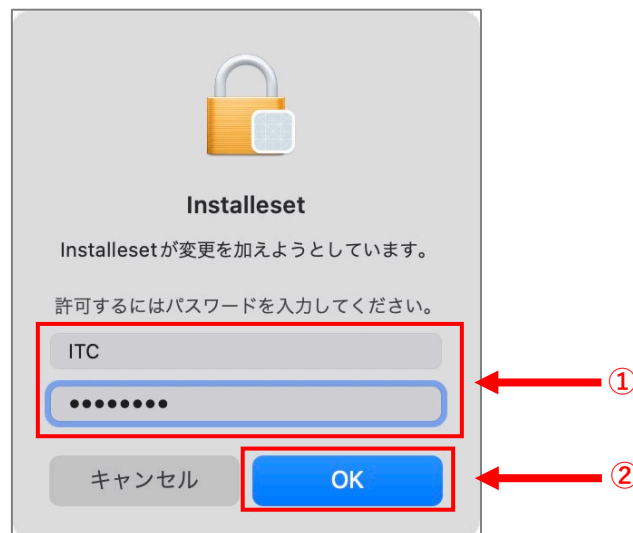 Installeset
Installesetが変更を加えようとしています。
許可するにはパスワードを入力してください。
ITC
••••••••
①
キャンセル
OK
②